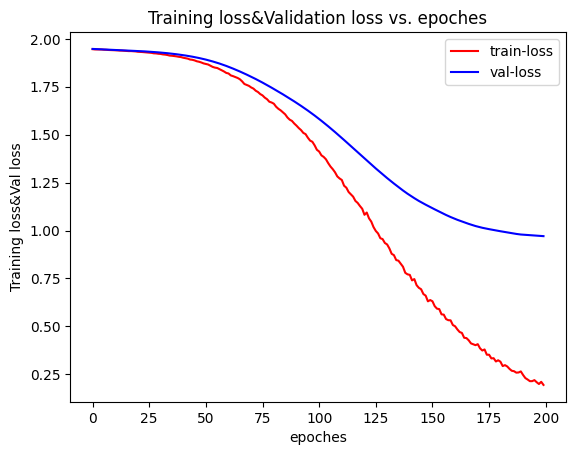 Training loss&Validation loss vs. epoches
train-loss
val-loss
Training loss&Val loss
2.00
1.75
1.50
1.25
1.00
0.75
0.50
0.25
0 25 50 75 100 125 150 175 200
epoches